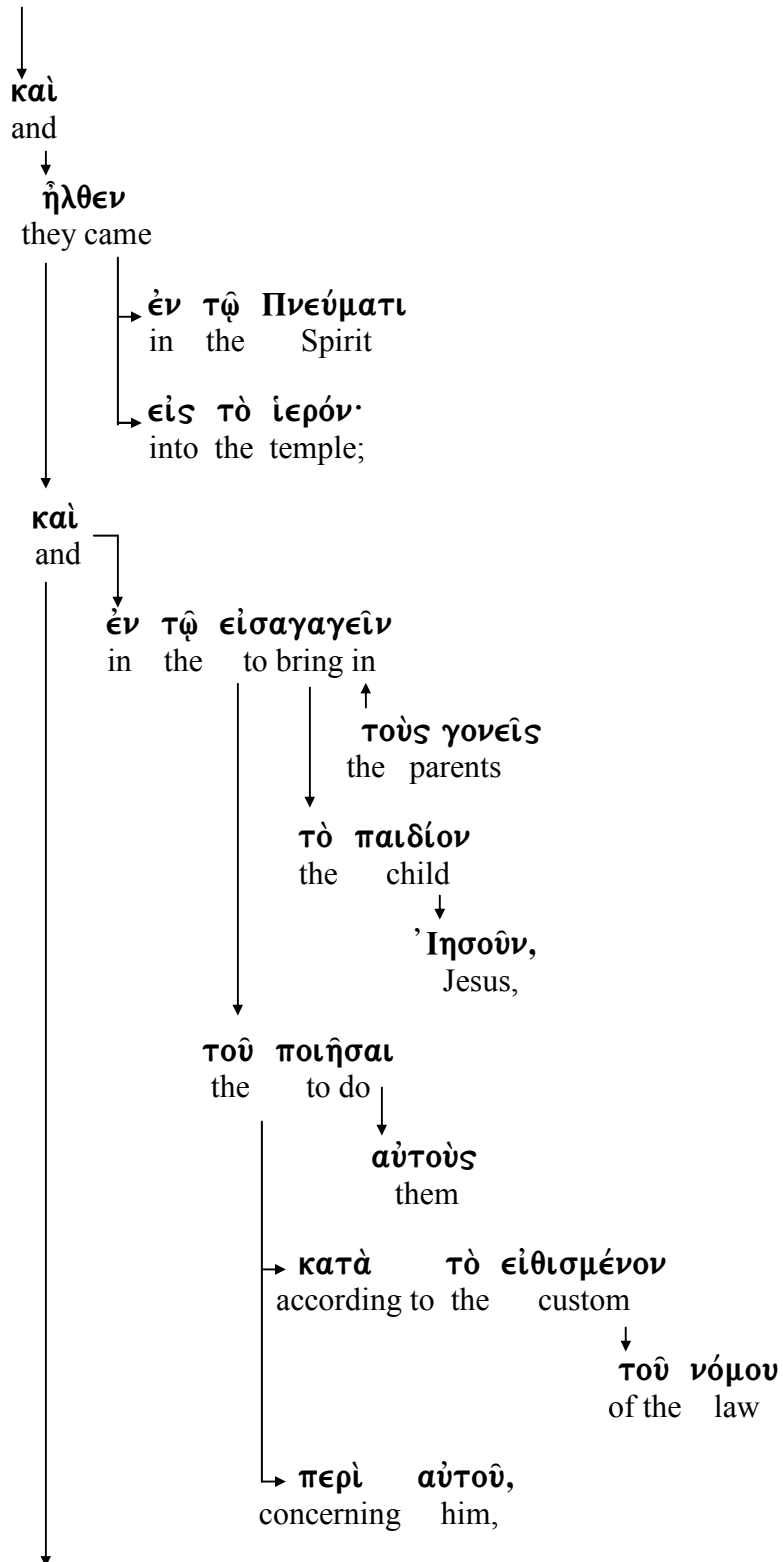 καὶ
and
ἦλθεν
they came
ἐν τῷ Πνεύματι
in the Spirit
εἰς τὸ ἱερόν·
into the temple;
καὶ
and
ἐν τῷ εἰσαγαγεῖν
in the to bring in
τοὺς γονεῖς
the parents
τὸ παιδίον
the child
Ἰησοῦν,
Jesus,
τοῦ ποιῆσαι
the to do
αὐτοὺς
them
κατὰ τὸ εἰθισμένον
according to the custom
τοῦ νόμου
of the law
περὶ αὐτοῦ,
concerning him,